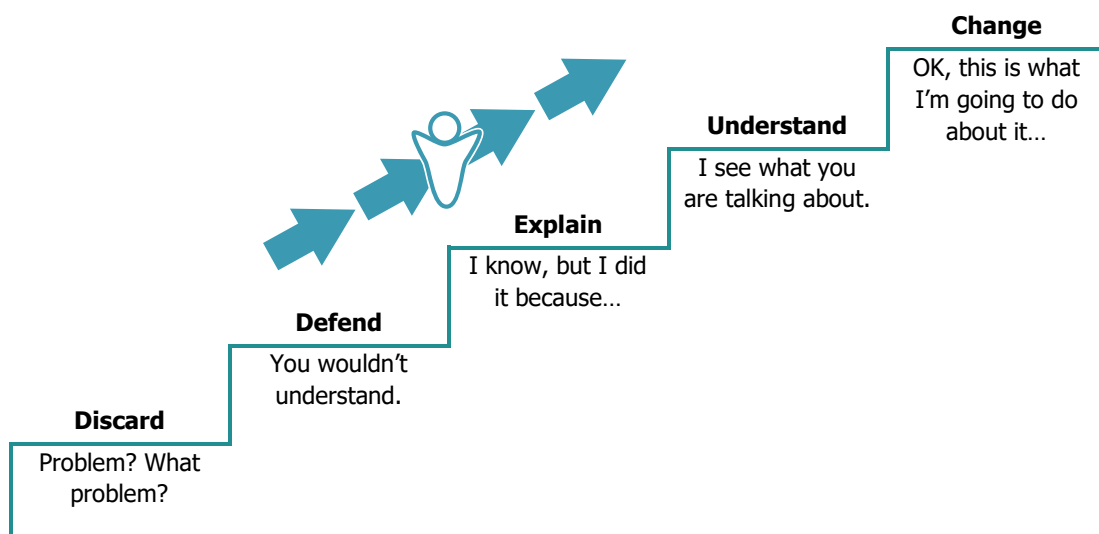 Change
OK, this is what
I'm going to do
about it…
Understand
I see what you
are talking about.
Explain
I know, but I did
it because…
Defend
You wouldn't
understand.
Discard
Problem? What
problem?